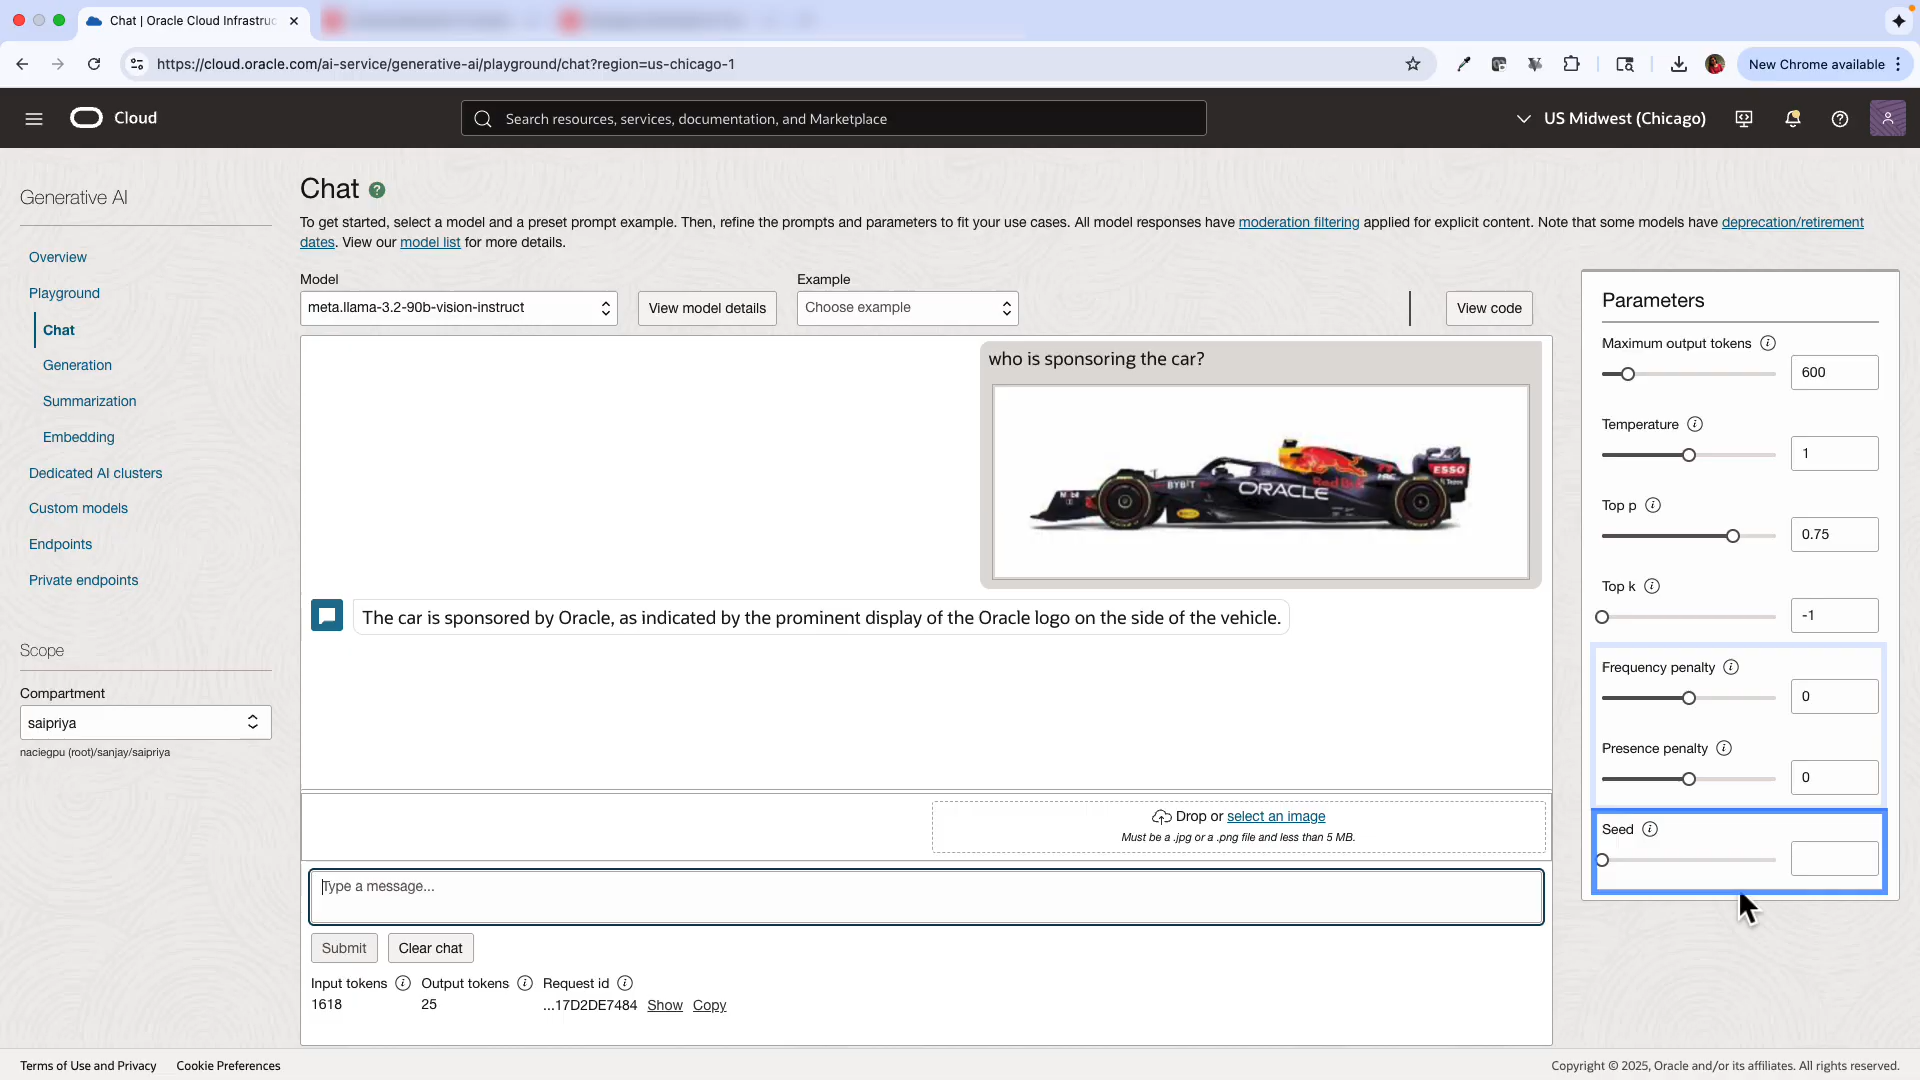 Chat | Oracle Cloud Infrastruc
https://cloud.oracle.com/ai-service/generative-ai/playground/chat?region=us-chicago-1
New Chrome available
Cloud
Search resources, services, documentation, and Marketplace
US Midwest (Chicago)
Generative AI
Overview
Playground
Chat
Generation
Summarization
Embedding
Dedicated AI clusters
Custom models
Endpoints
Private endpoints
Scope
Compartment
saipriya
naciegpu (root)/sanjay/saipriya
Chat
To get started, select a model and a preset prompt example. Then, refine the prompts and parameters to fit your use cases. All model responses have moderation filtering applied for explicit content. Note that some models have deprecation/retirement
dates. View our model list for more details.
Model
meta.llama-3.2-90b-vision-instruct
View model details
Example
Choose example
View code
who is sponsoring the car?
BYBIT
ORACLE
Red Bull
ESSO
The car is sponsored by Oracle, as indicated by the prominent display of the Oracle logo on the side of the vehicle.
Drop or select an image
Must be a .jpg or a .png file and less than 5 MB.
Type a message...
Submit
Clear chat
Input tokens
1618
Output tokens
25
Request id
...17D2DE7484
Show
Copy
Parameters
Maximum output tokens
600
Temperature
1
Top p
0.75
Top k
-1
Frequency penalty
0
Presence penalty
0
Seed
Terms of Use and Privacy
Cookie Preferences
Copyright © 2025, Oracle and/or its affiliates. All rights reserved.